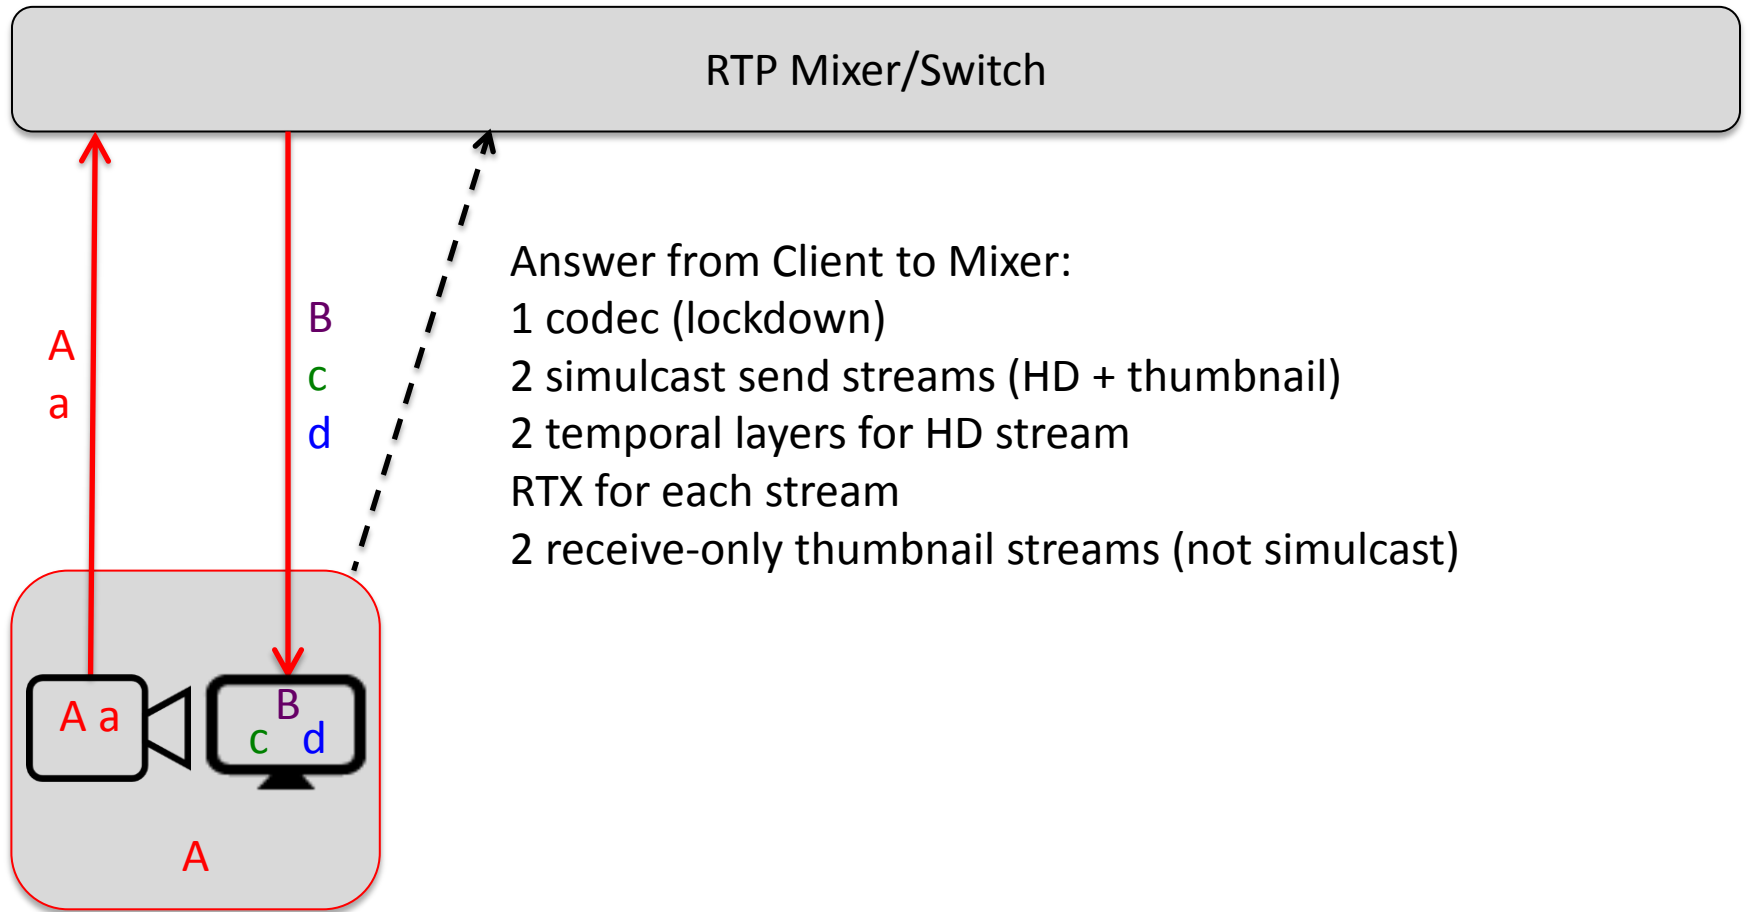 RTP Mixer/Switch
Answer from Client to Mixer:
1 codec (lockdown)
2 simulcast send streams (HD + thumbnail)
2 temporal layers for HD stream
RTX for each stream
2 receive-only thumbnail streams (not simulcast)
A
a
B
c
d
A a
B
c d
A